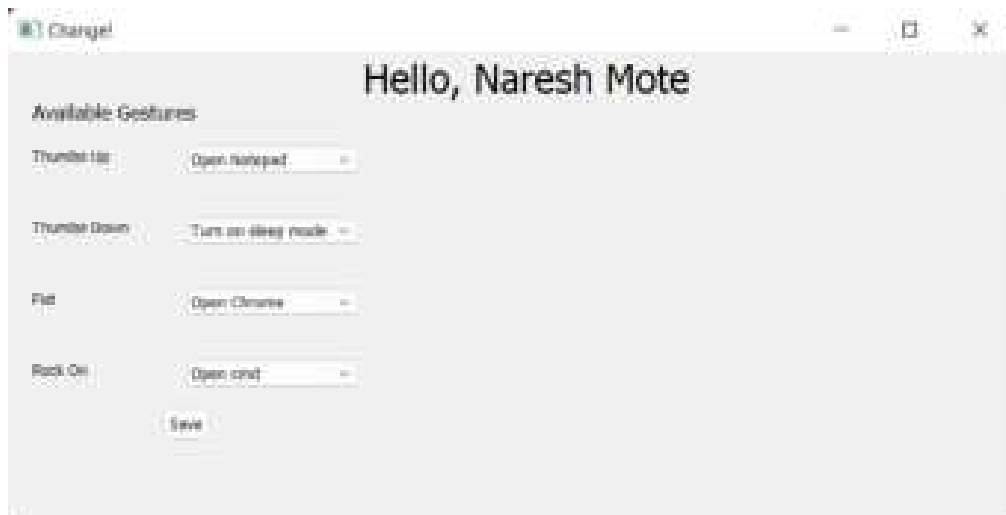 Change!
Hello, Naresh Mote
Available Gestures
Thumbs Up Open Notepad
Thumbs Down Turn on sleep mode
Fist Open Chrome
Rock On Open cmd
Save